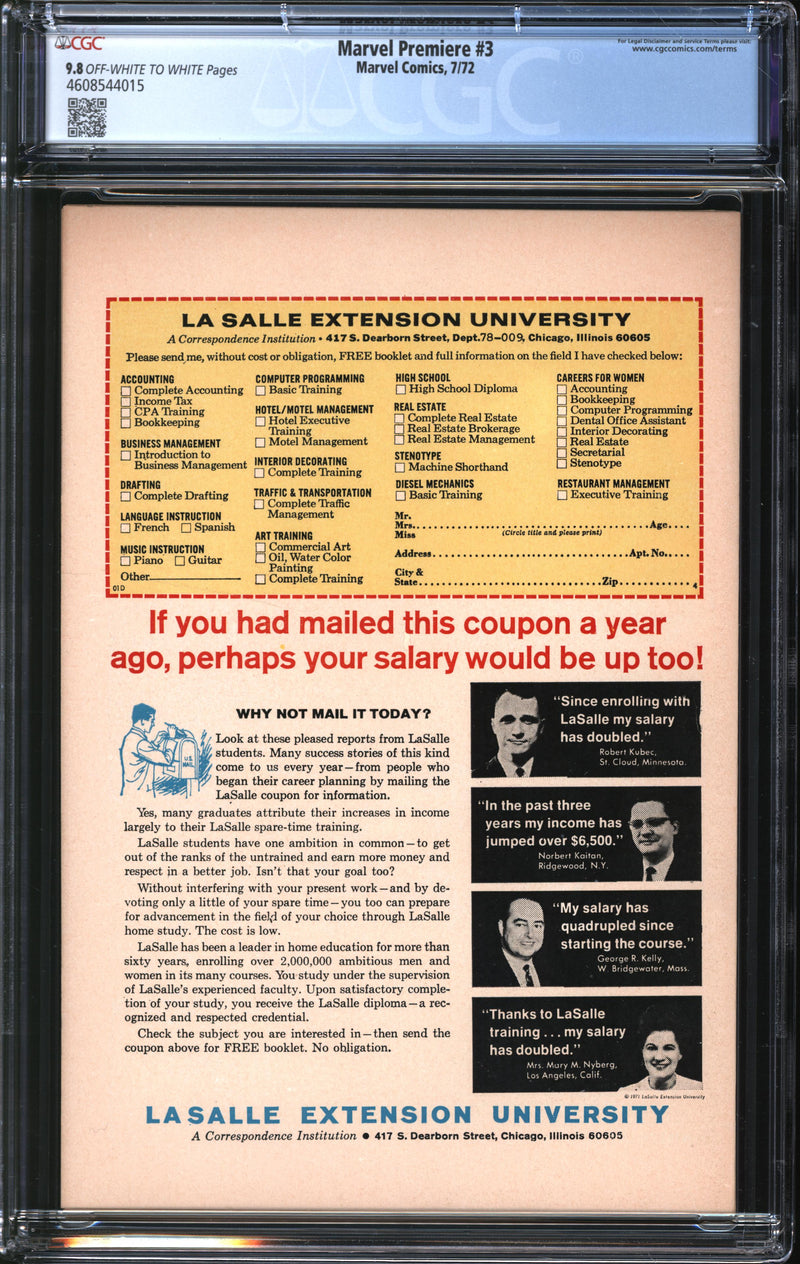 CGC
9.8 OFF-WHITE TO WHITE Pages
4608544015
Marvel Premiere #3
Marvel Comics, 7/72
For Legal Disclaimer and Service Terms please visit:
www.cgccomics.com/terms
CGC®
LA SALLE EXTENSION UNIVERSITY
A Correspondence Institution • 417 S. Dearborn Street, Dept.78-009, Chicago, Illinois 60605
Please send me, without cost or obligation, FREE booklet and full information on the field I have checked below:
ACCOUNTING
Complete Accounting
Income Tax
CPA Training
Bookkeeping
BUSINESS MANAGEMENT
Introduction to
Business Management
DRAFTING
Complete Drafting
LANGUAGE INSTRUCTION
French Spanish
MUSIC INSTRUCTION
Piano Guitar
Other
01D
COMPUTER PROGRAMMING
Basic Training
HOTEL/MOTEL MANAGEMENT
Hotel Executive
Training
Motel Management
INTERIOR DECORATING
Complete Training
TRAFFIC & TRANSPORTATION
Complete Traffic
Management
ART TRAINING
Commercial Art
Oil, Water Color
Painting
Complete Training
HIGH SCHOOL
High School Diploma
REAL ESTATE
Complete Real Estate
Real Estate Brokerage
Real Estate Management
STENOTYPE
Machine Shorthand
DIESEL MECHANICS
Basic Training
CAREERS FOR WOMEN
Accounting
Bookkeeping
Computer Programming
Dental Office Assistant
Interior Decorating
Real Estate
Secretarial
Stenotype
RESTAURANT MANAGEMENT
Executive Training
Mr.
Mrs. Age
Miss (Circle title and please print)
Address Apt. No.
City &
State Zip 4
If you had mailed this coupon a year
ago, perhaps your salary would be up too!
U.S.
MAIL
WHY NOT MAIL IT TODAY?
Look at these pleased reports from LaSalle
students. Many success stories of this kind
come to us every year—from people who
began their career planning by mailing the
LaSalle coupon for information.
Yes, many graduates attribute their increases in income
largely to their LaSalle spare-time training.
LaSalle students have one ambition in common—to get
out of the ranks of the untrained and earn more money and
respect in a better job. Isn't that your goal too?
Without interfering with your present work—and by de-
voting only a little of your spare time—you too can prepare
for advancement in the field of your choice through LaSalle
home study. The cost is low.
LaSalle has been a leader in home education for more than
sixty years, enrolling over 2,000,000 ambitious men and
women in its many courses. You study under the supervision
of LaSalle's experienced faculty. Upon satisfactory comple-
tion of your study, you receive the LaSalle diploma—a rec-
ognized and respected credential.
Check the subject you are interested in—then send the
coupon above for FREE booklet. No obligation.
"Since enrolling with
LaSalle my salary
has doubled."
Robert Kubec,
St. Cloud, Minnesota.
"In the past three
years my income has
jumped over $6,500."
Norbert Kaitan,
Ridgewood, N.Y.
"My salary has
quadrupled since
starting the course."
George R. Kelly,
W. Bridgewater, Mass.
"Thanks to LaSalle
training . . . my salary
has doubled."
Mrs. Mary M. Nyberg,
Los Angeles, Calif.
© 1971 LaSalle Extension University
LASALLE EXTENSION UNIVERSITY
A Correspondence Institution ● 417 S. Dearborn Street, Chicago, Illinois 60605